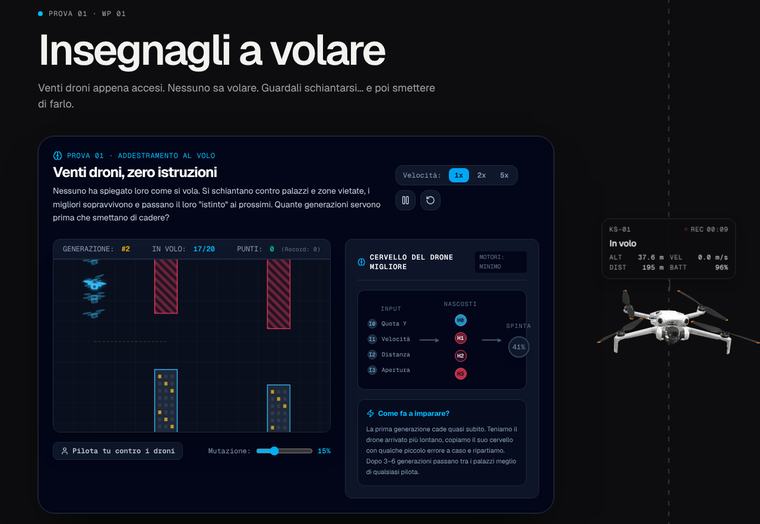 PROVA 01 · WP 01
Insegnagli a volare
Venti droni appena accesi. Nessuno sa volare. Guardali schiantarsi... e poi smettere
di farlo.
PROVA 01 · ADDESTRAMENTO AL VOLO
Venti droni, zero istruzioni
Nessuno ha spiegato loro come si vola. Si schiantano contro palazzi e zone vietate, i
migliori sopravvivono e passano il loro "istinto" ai prossimi. Quante generazioni servono
prima che smettano di cadere?
Velocità: 1x 2x 5x
GENERAZIONE: #2 IN VOLO: 17/20 PUNTI: 0 (Record: 0)
Pilota tu contro i droni
Mutazione: 15%
CERVELLO DEL DRONE
MIGLIORE
MOTORI:
MINIMO
INPUT
NASCOSTI
SPINTA
I0 Quota Y
I1 Velocità
I2 Distanza
I3 Apertura
H0
H1
H2
H3
41%
Come fa a imparare?
La prima generazione cade quasi subito. Teniamo il
drone arrivato più lontano, copiamo il suo cervello
con qualche piccolo errore a caso e ripartiamo.
Dopo 3–6 generazioni passano tra i palazzi meglio
di qualsiasi pilota.
KS-01 REC 00:09
In volo
ALT 37.6 m VEL 0.0 m/s
DIST 195 m BATT 96%